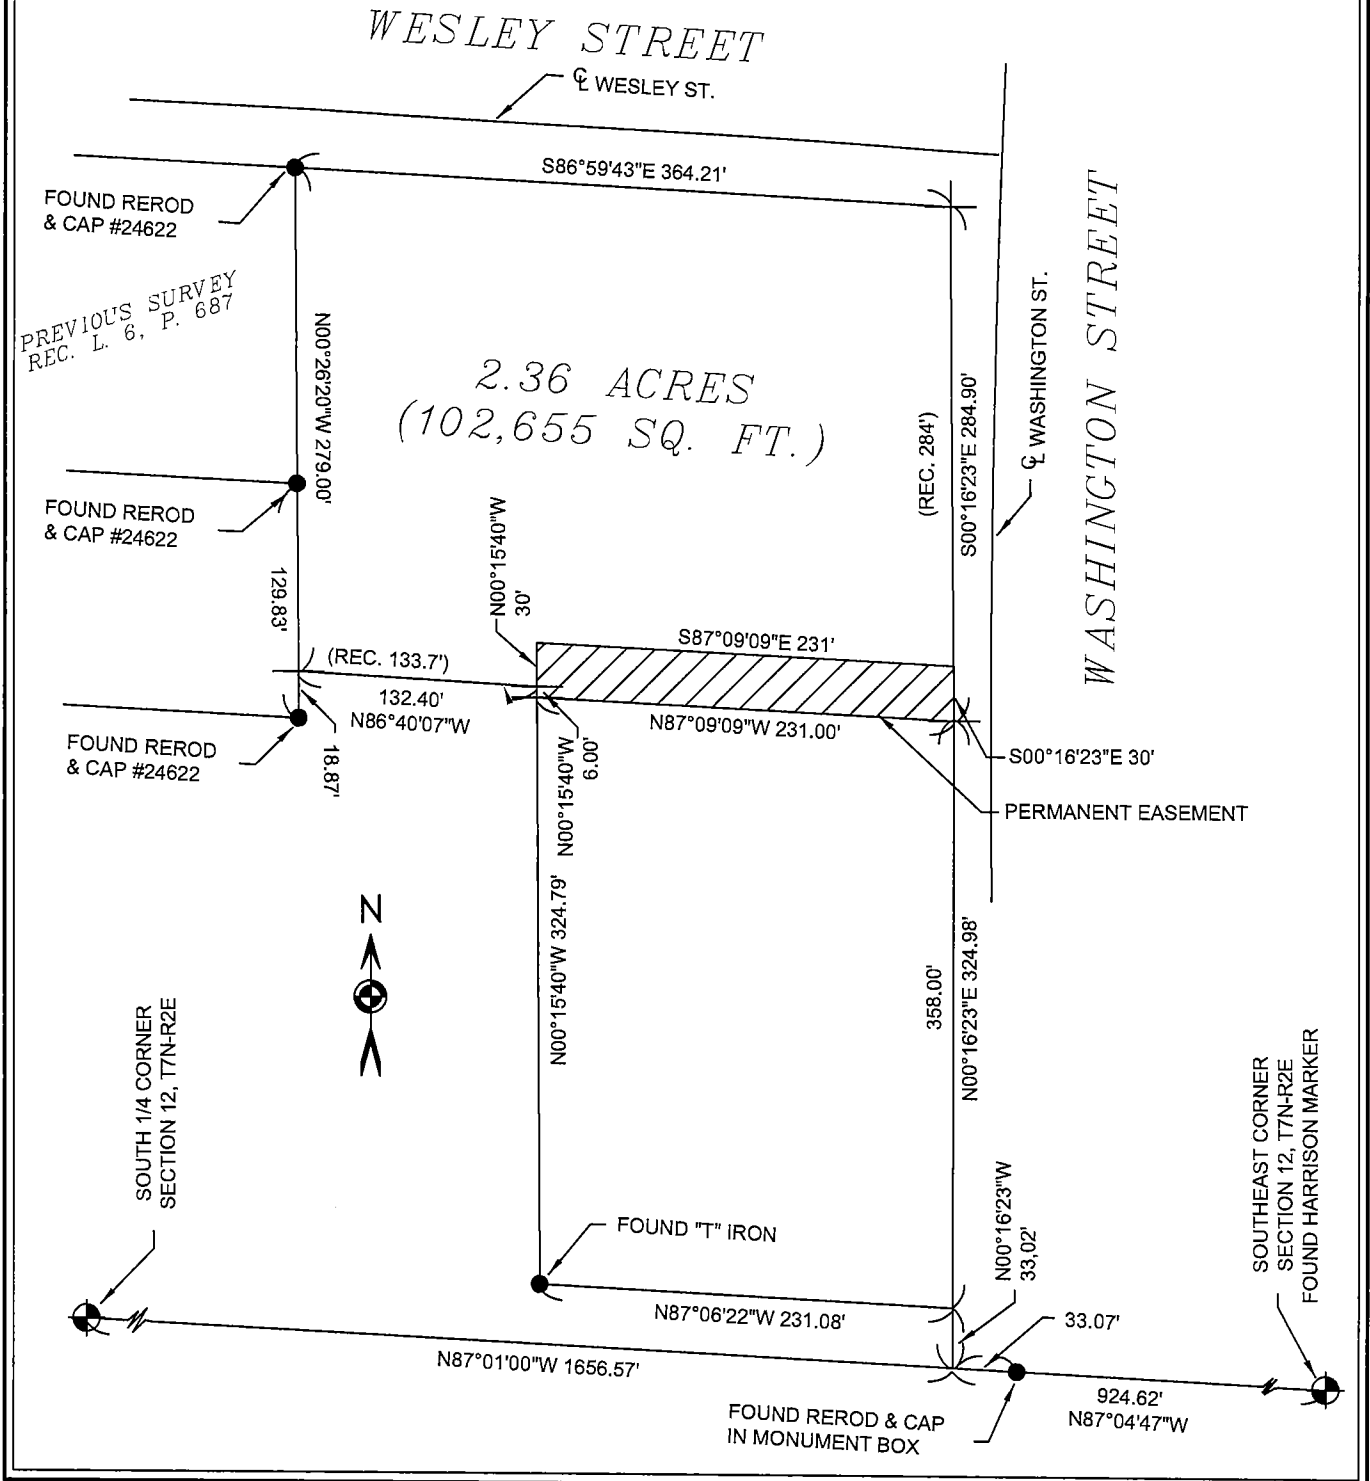 WESLEY STREET
℄ WESLEY ST.
S86°59'43"E 364.21'
FOUND REROD
& CAP #24622
PREVIOUS SURVEY
REC. L. 6, P. 687
N00°26'20"W 279.00'
2.36 ACRES
(102,655 SQ. FT.)
(REC. 284')
S00°16'23"E 284.90'
℄ WASHINGTON ST.
WASHINGTON STREET
FOUND REROD
& CAP #24622
129.83'
N00°15'40"W
30'
S87°09'09"E 231'
(REC. 133.7')
132.40'
N86°40'07"W
N87°09'09"W 231.00'
FOUND REROD
& CAP #24622
18.87'
N00°15'40"W
6.00'
S00°16'23"E 30'
PERMANENT EASEMENT
N00°15'40"W 324.79'
N
358.00'
N00°16'23"E 324.98'
SOUTH 1/4 CORNER
SECTION 12, T7N-R2E
SOUTHEAST CORNER
SECTION 12, T7N-R2E
FOUND HARRISON MARKER
FOUND "T" IRON
N00°16'23"W
33,02'
N87°06'22"W 231.08'
33.07'
N87°01'00"W 1656.57'
924.62'
N87°04'47"W
FOUND REROD & CAP
IN MONUMENT BOX